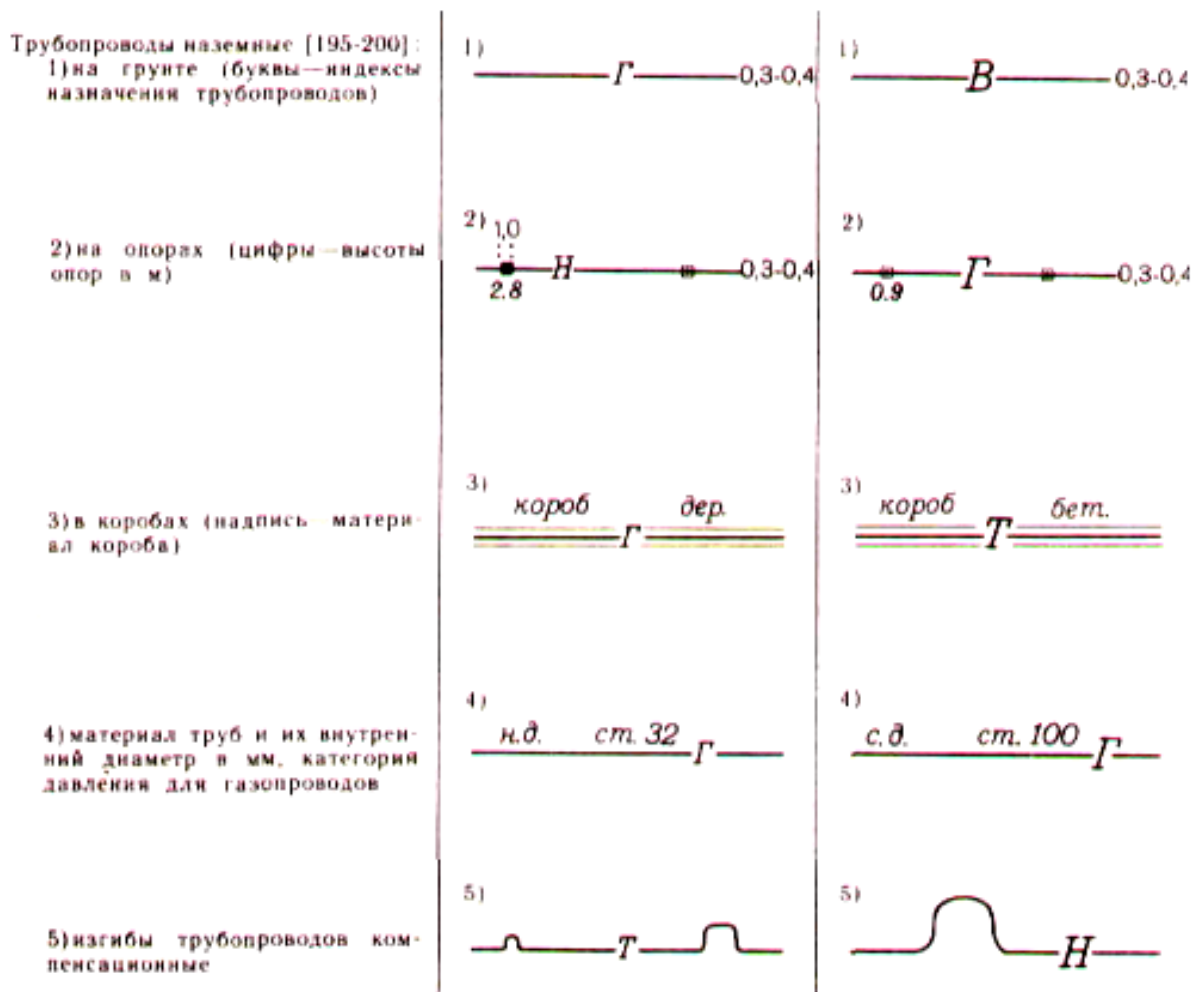 Трубопроводы наземные [195-200]:
1) на грунте (буквы—индексы
назначения трубопроводов)
1)
Г
0,3-0,4
1)
В
0,3-0,4
2) на опорах (цифры—высоты
опор в м)
2)
1,0
Н
2.8
0,3-0,4
2)
Г
0.9
0,3-0,4
3) в коробах (надпись—матери-
ал короба)
3)
короб дер.
Г
3)
короб бет.
Т
4) материал труб и их внутрен-
ний диаметр в мм, категория
давления для газопроводов
4)
н.д. ст. 32
Г
4)
с.д. ст. 100
Г
5) изгибы трубопроводов ком-
пенсационные
5)
Т
5)
Н